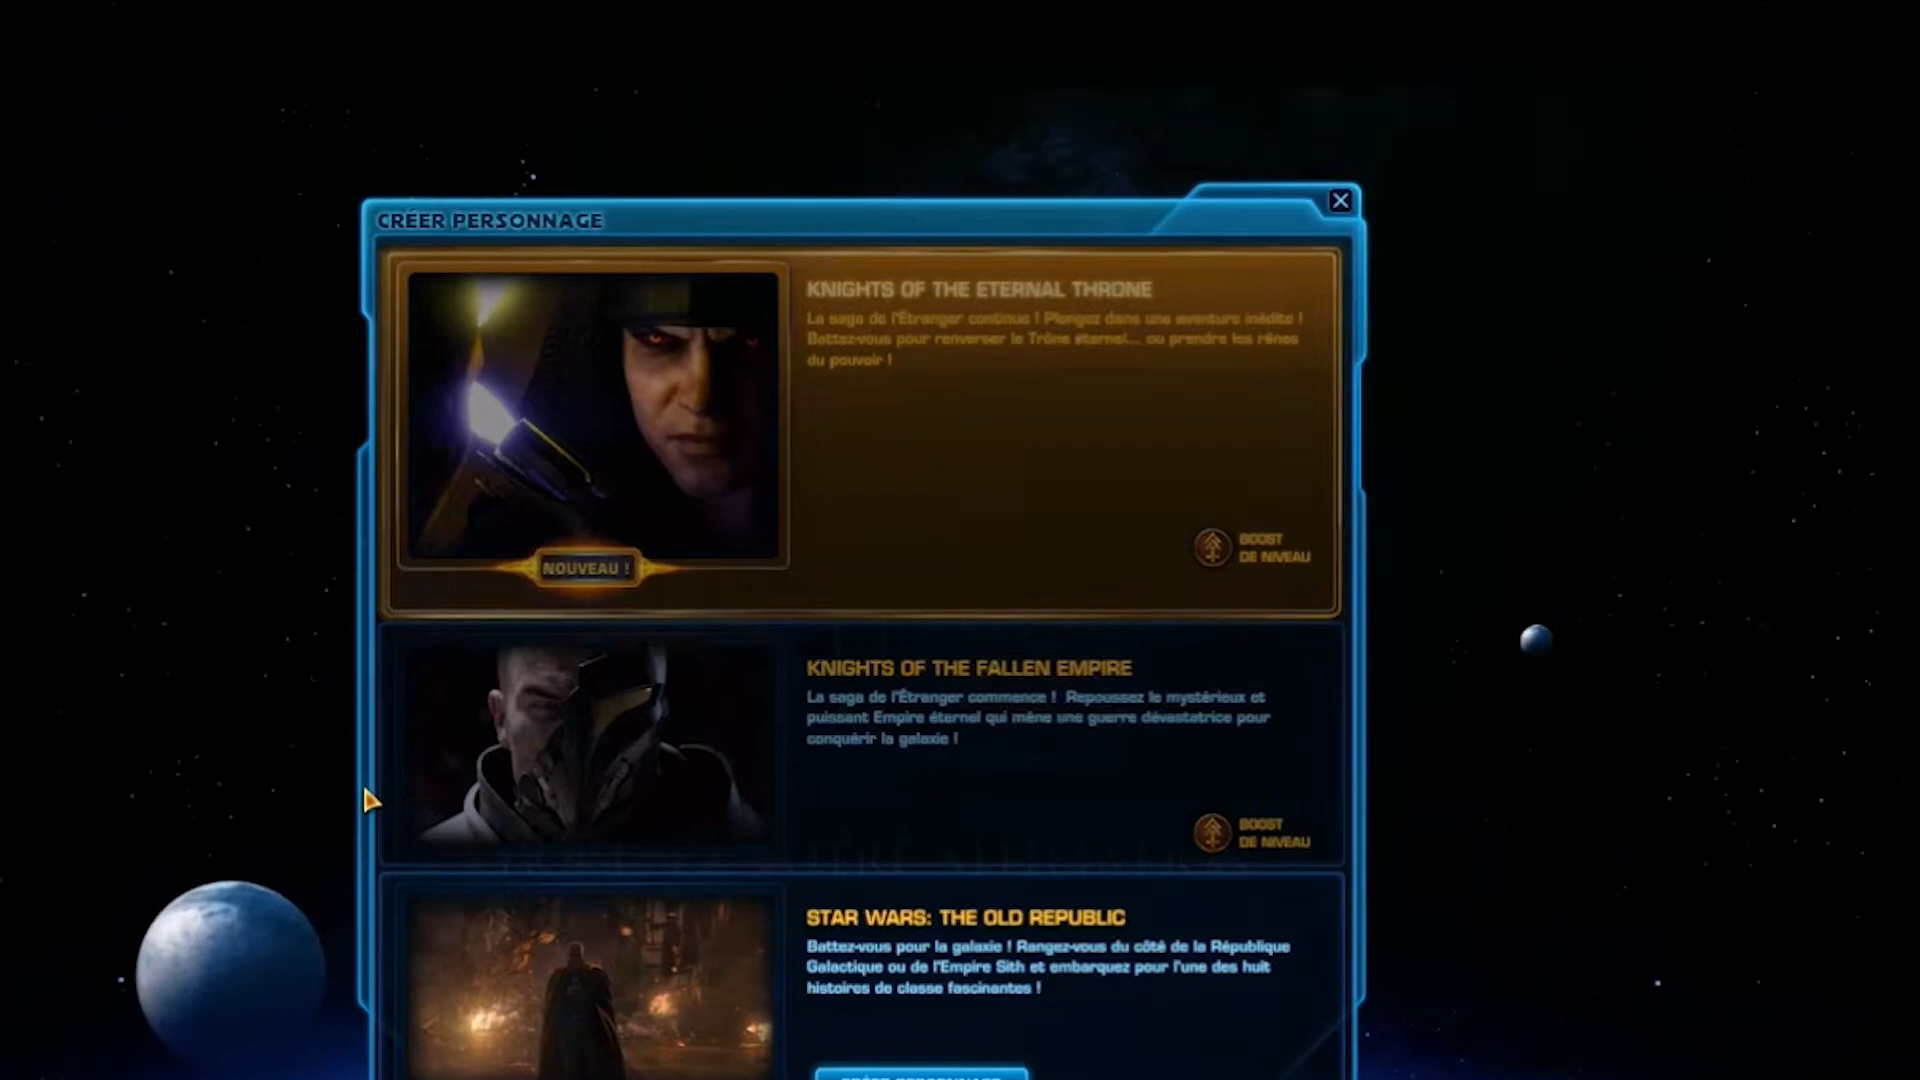 CRÉER PERSONNAGE
KNIGHTS OF THE ETERNAL THRONE
La saga de l'Étranger continue ! Plongez dans une aventure inédite !
Battez-vous pour renverser le Trône éternel... ou prendre les rênes
du pouvoir !
NOUVEAU !
BOOST
DE NIVEAU
KNIGHTS OF THE FALLEN EMPIRE
La saga de l'Étranger commence ! Repoussez le mystérieux et
puissant Empire éternel qui mène une guerre dévastatrice pour
conquérir la galaxie !
BOOST
DE NIVEAU
STAR WARS: THE OLD REPUBLIC
Battez-vous pour la galaxie ! Rangez-vous du côté de la République
Galactique ou de l'Empire Sith et embarquez pour l'une des huit
histoires de classe fascinantes !
CRÉER PERSONNAGE